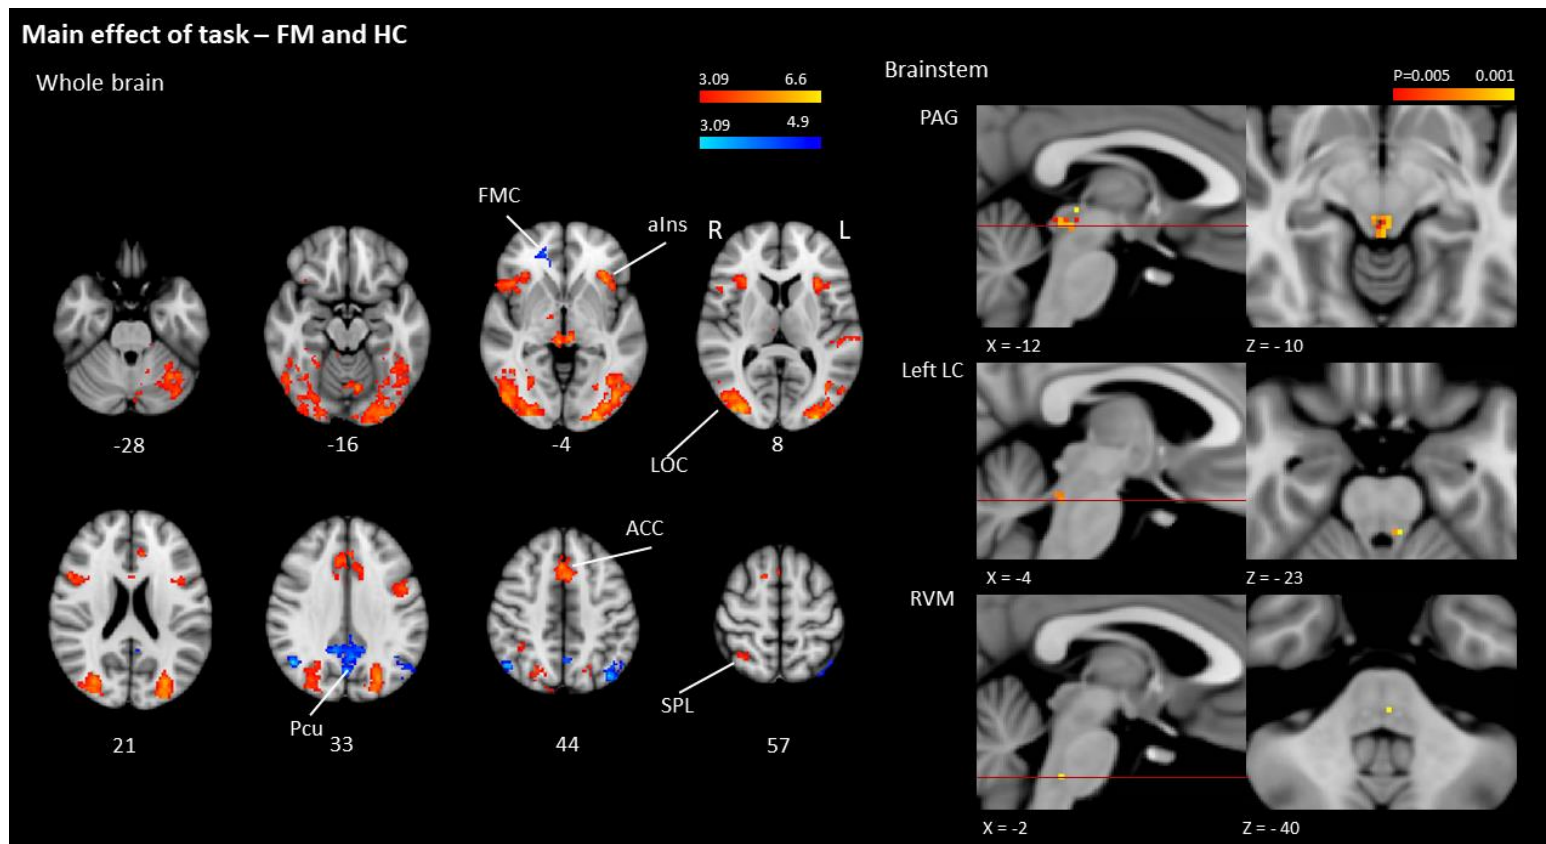 Main effect of task – FM and HC
Whole brain
3.09 6.6
3.09 4.9
FMC
aIns
R L
-28
-16
-4
8
LOC
ACC
SPL
Pcu
21
33
44
57
Brainstem
P=0.005 0.001
PAG
X = -12
Z = - 10
Left LC
X = -4
Z = - 23
RVM
X = -2
Z = - 40